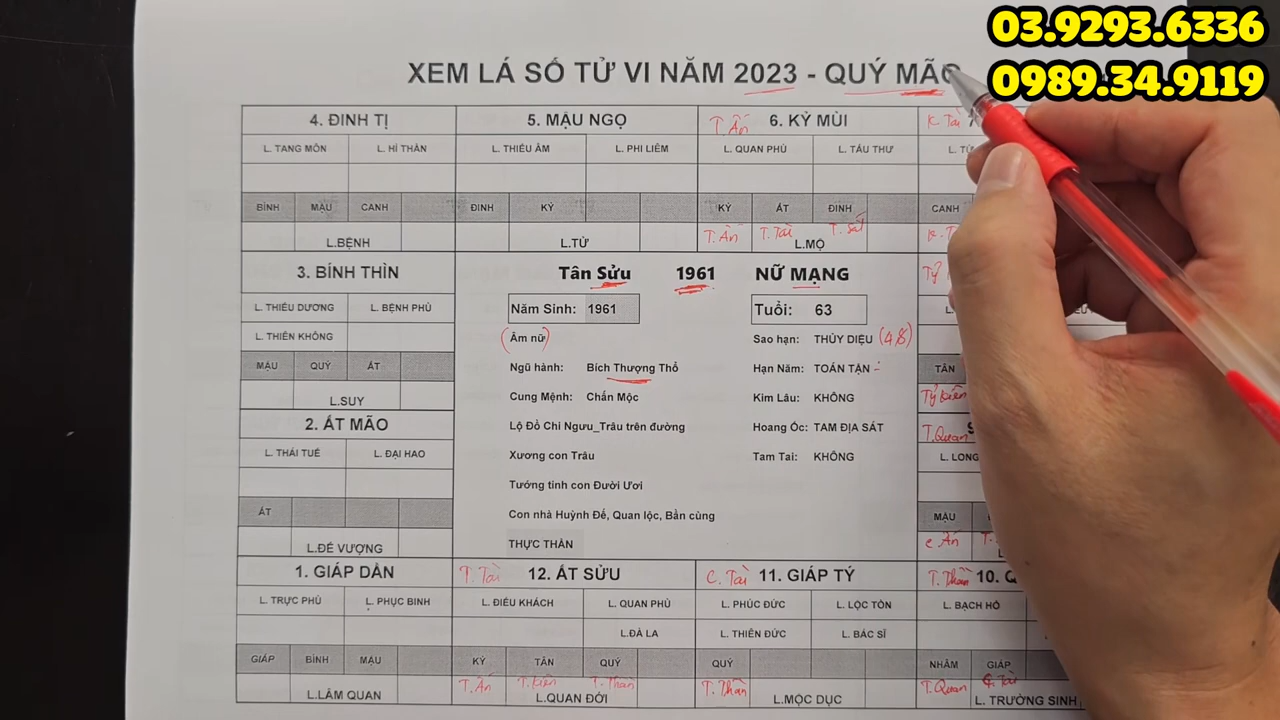 03.9293.6336
0989.34.9119
XEM LÁ SỐ TỬ VI NĂM 2023 - QUÝ MÃO
4. ĐINH TỊ 5. MẬU NGỌ T. Ấn 6. KỶ MÙI K. Tài
L. TANG MÔN L. HỈ THẦN L. THIẾU ÂM L. PHI LIÊM L. QUAN PHỦ L. TẤU THƯ
BÍNH MẬU CANH ĐINH KỶ KỶ ẤT ĐINH CANH
T. Ấn T. Tài T. Sát
L.BỆNH L.TỬ L.MỘ
3. BÍNH THÌN Tân Sửu 1961 NỮ MẠNG
L. THIẾU DƯƠNG L. BỆNH PHÙ Năm Sinh: 1961 Tuổi: 63
L. THIÊN KHÔNG (Âm nữ) Sao hạn: THỦY DIỆU (48)
MẬU QUÝ ẤT Ngũ hành: Bích Thượng Thổ Hạn Năm: TOÁN TẬN - TÂN
L.SUY Cung Mệnh: Chấn Mộc Kim Lâu: KHÔNG Tỷ Kiên
2. ẤT MÃO Lộ Đồ Chi Ngưu_Trâu trên đường Hoang Ốc: TAM ĐỊA SÁT T. Quan
L. THÁI TUẾ L. ĐẠI HAO Xương con Trâu Tam Tai: KHÔNG L. LONG
Tướng tinh con Đười Ươi
ẤT Con nhà Huỳnh Đế, Quan lộc, Bần cùng MẬU
L.ĐẾ VƯỢNG THỰC THẦN
1. GIÁP DẦN T. Tài 12. ẤT SỬU C. Tài 11. GIÁP TÝ T. Thần 10.
L. TRỰC PHÙ L. PHỤC BINH L. ĐIẾU KHÁCH L. QUAN PHỦ L. PHÚC ĐỨC L. LỘC TỒN L. BẠCH HỔ
L.ĐÀ LA L. THIÊN ĐỨC L. BÁC SĨ
GIÁP BÍNH MẬU KỶ TÂN QUÝ QUÝ NHÂM GIÁP
T. Ấn T. Kiên T. Thần T. Thần T. Quan C. Tài
L.LÂM QUAN L.QUAN ĐỚI L.MỘC DỤC L. TRƯỜNG SINH